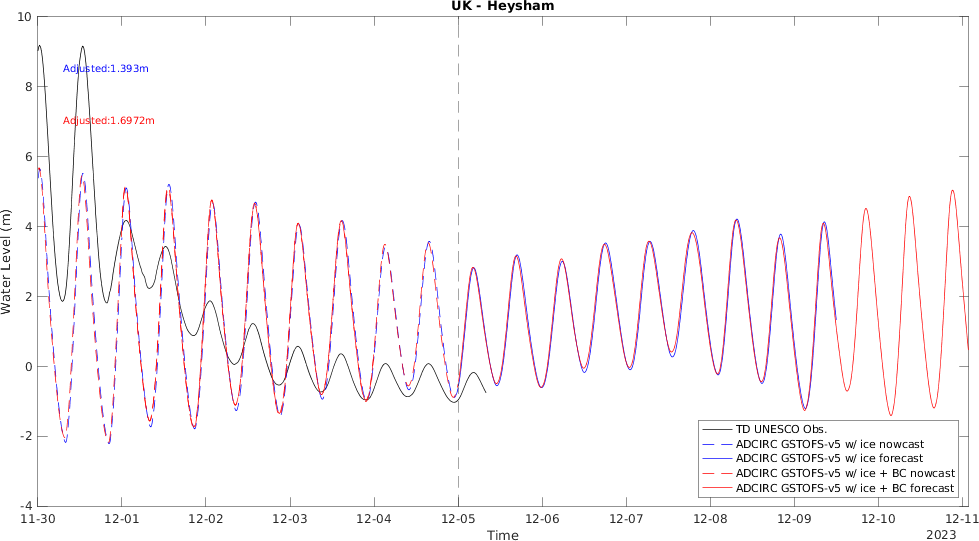 UK - Heysham
10
8
6
4
2
0
-2
-4
Water Level (m)
Adjusted:1.393m
Adjusted:1.6972m
TD UNESCO Obs.
ADCIRC GSTOFS-v5 w/ ice nowcast
ADCIRC GSTOFS-v5 w/ ice forecast
ADCIRC GSTOFS-v5 w/ ice + BC nowcast
ADCIRC GSTOFS-v5 w/ ice + BC forecast
11-30 12-01 12-02 12-03 12-04 12-05 12-06 12-07 12-08 12-09 12-10 12-11
Time
2023